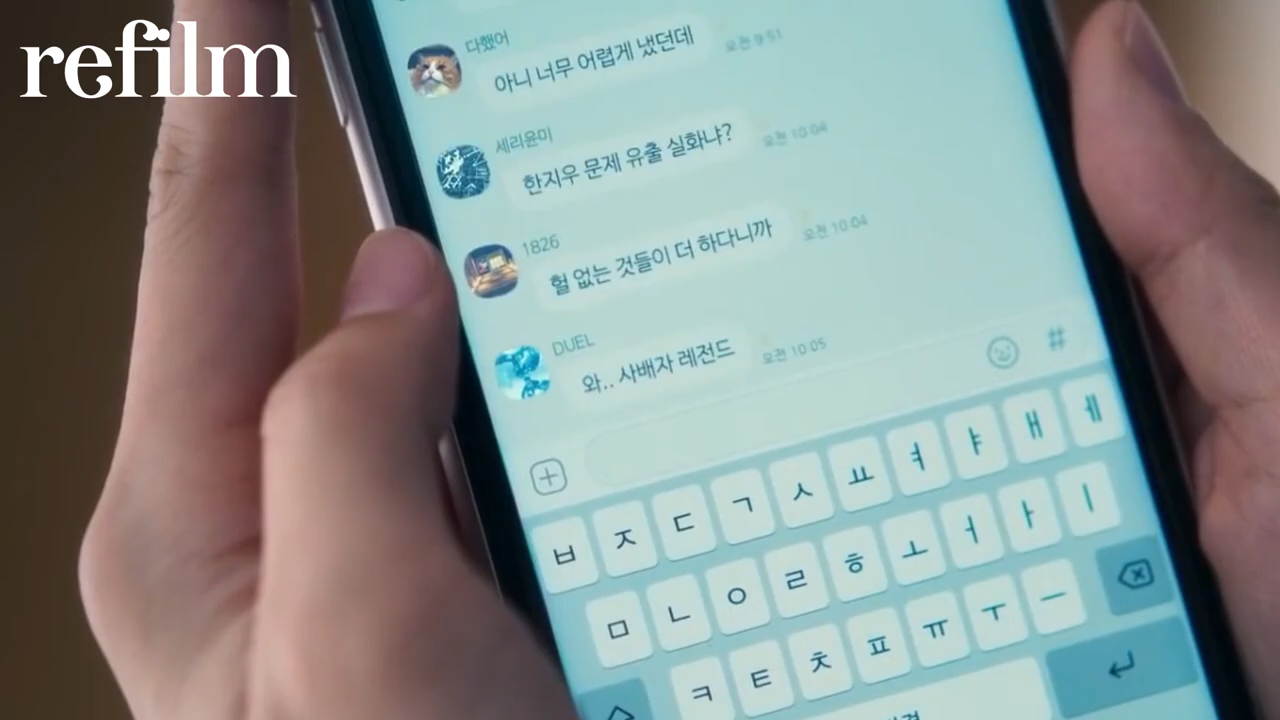 refilm
다했어
아니 너무 어렵게 냈던데
오전 9:51
세리윤미
한지우 문제 유출 실화냐?
오전 10:04
1826
헐 없는 것들이 더 하다니까
오전 10:04
DUEL
와.. 사배자 레전드
오전 10:05
#
ㅂ ㅈ ㄷ ㄱ ㅅ ㅛ ㅕ ㅑ ㅐ ㅔ
ㅁ ㄴ ㅇ ㄹ ㅎ ㅗ ㅓ ㅏ ㅣ
ㅋ ㅌ ㅊ ㅍ ㅠ ㅜ ㅡ